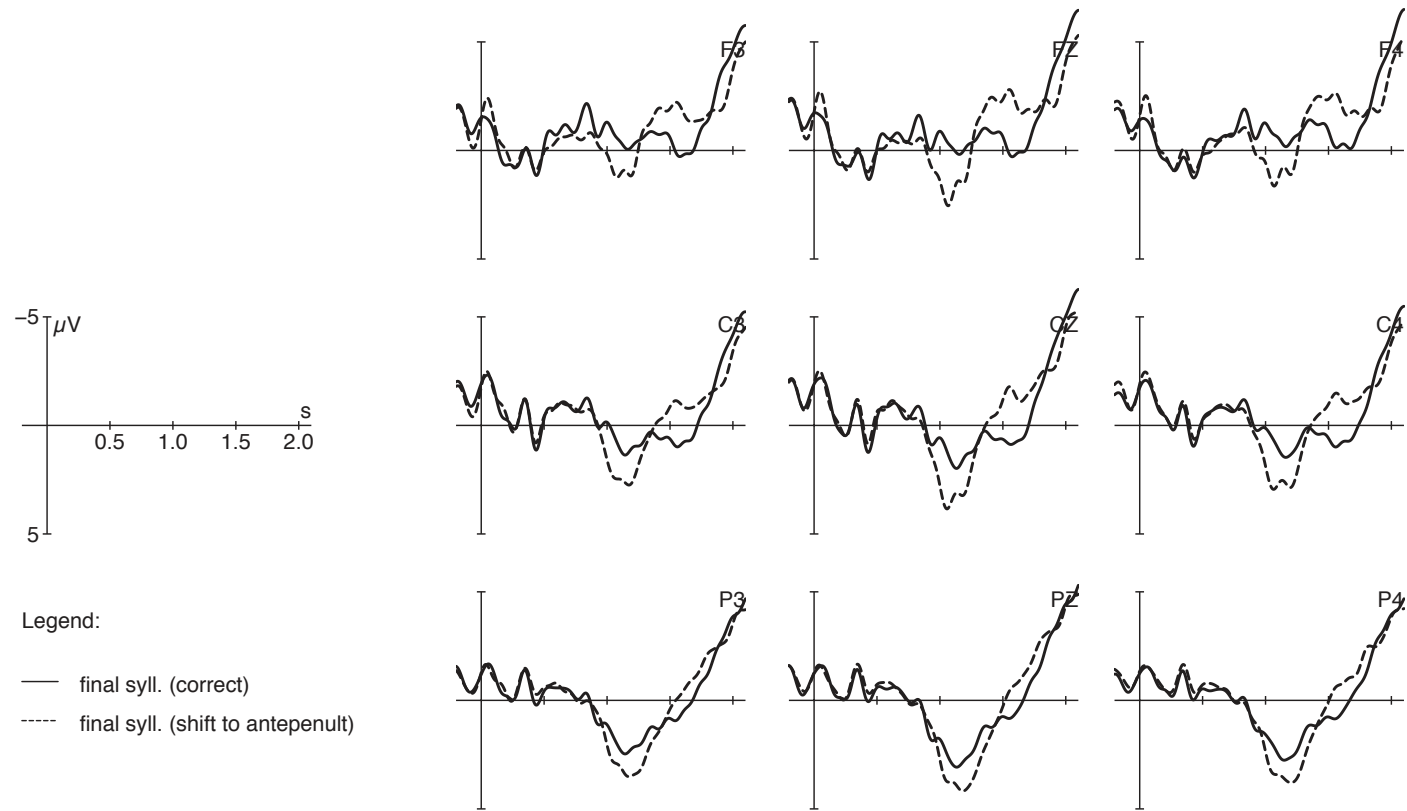 F3 FZ F4
–5 µV C3 CZ C4
s
0.5 1.0 1.5 2.0
5
Legend: P3 PZ P4
final syll. (correct)
final syll. (shift to antepenult)